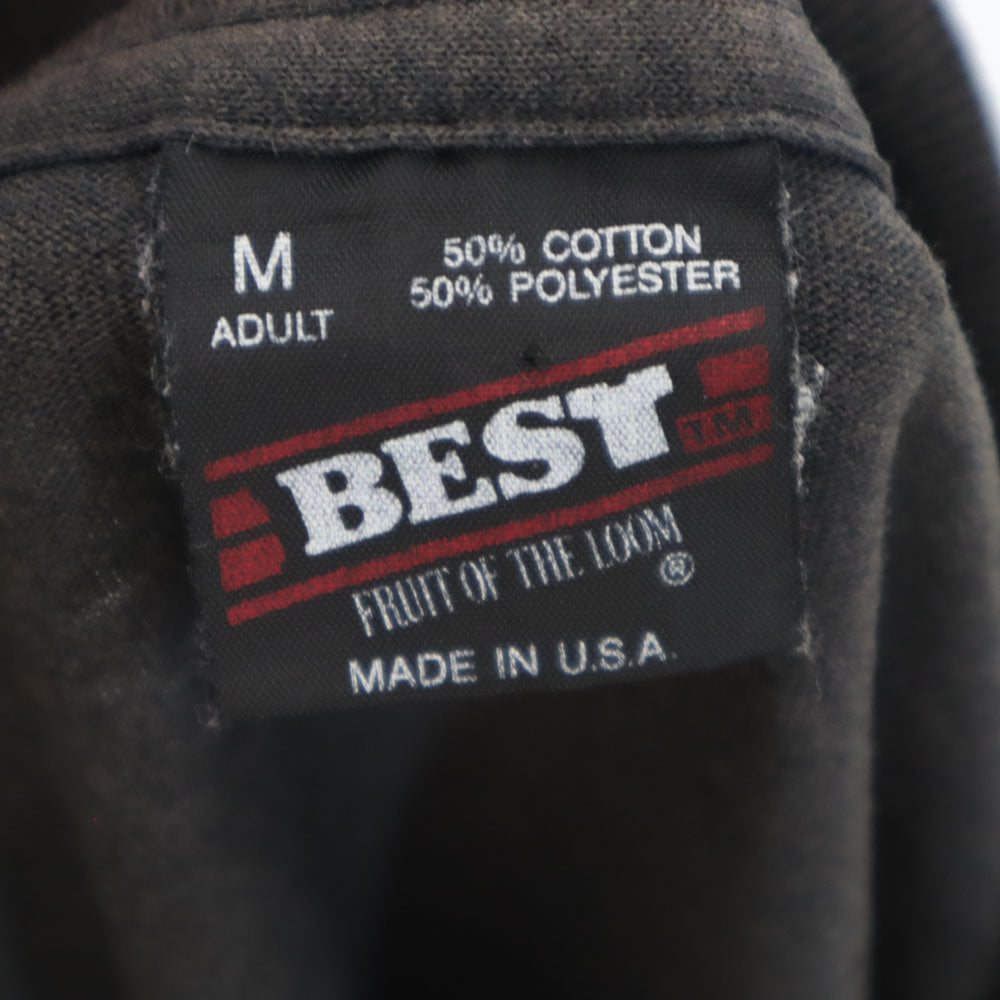 M
ADULT
50% COTTON
50% POLYESTER
BEST
TM
FRUIT OF THE LOOM
®
MADE IN U.S.A.